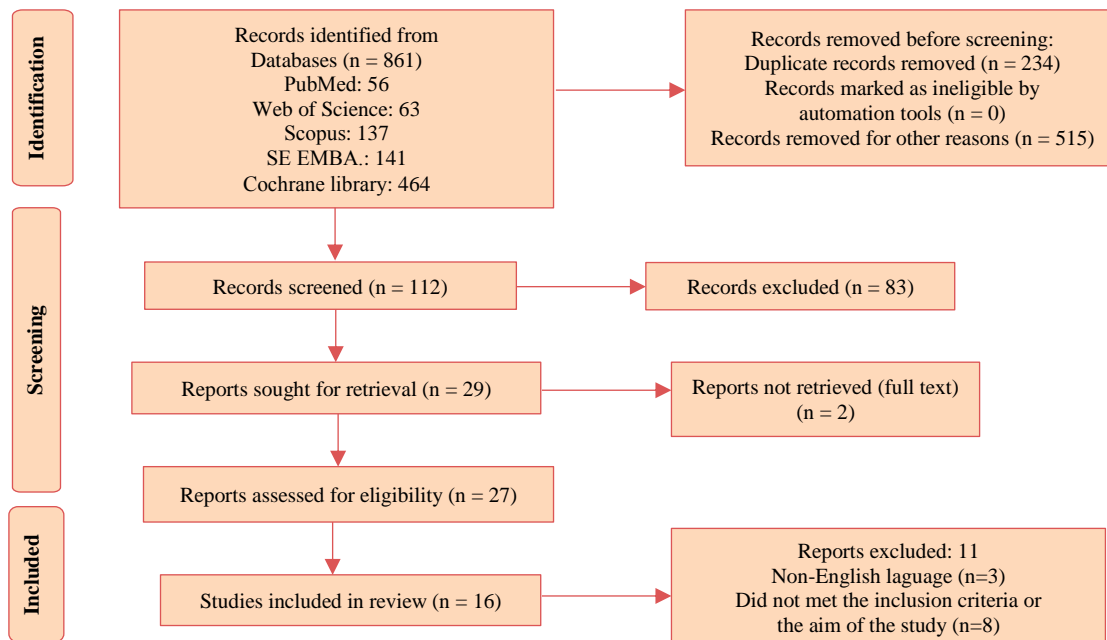 Identification
Records identified from
Databases (n = 861)
PubMed: 56
Web of Science: 63
Scopus: 137
SE EMBA.: 141
Cochrane library: 464
Records removed before screening:
Duplicate records removed (n = 234)
Records marked as ineligible by
automation tools (n = 0)
Records removed for other reasons (n = 515)
Screening
Records screened (n = 112)
Records excluded (n = 83)
Reports sought for retrieval (n = 29)
Reports not retrieved (full text)
(n = 2)
Reports assessed for eligibility (n = 27)
Included
Studies included in review (n = 16)
Reports excluded: 11
Non-English laguage (n=3)
Did not met the inclusion criteria or
the aim of the study
(n=8)